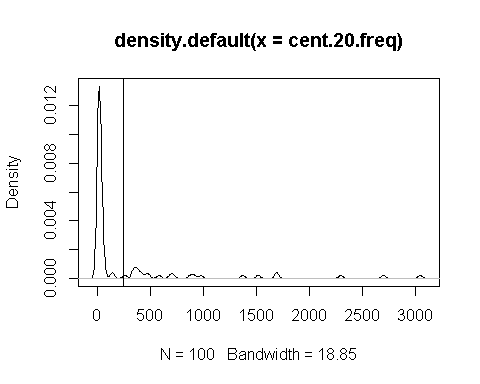 density.default(x = cent.20.freq)
Density
0.012
0.008
0.004
0.000
0 500 1000 1500 2000 2500 3000
N = 100 Bandwidth = 18.85